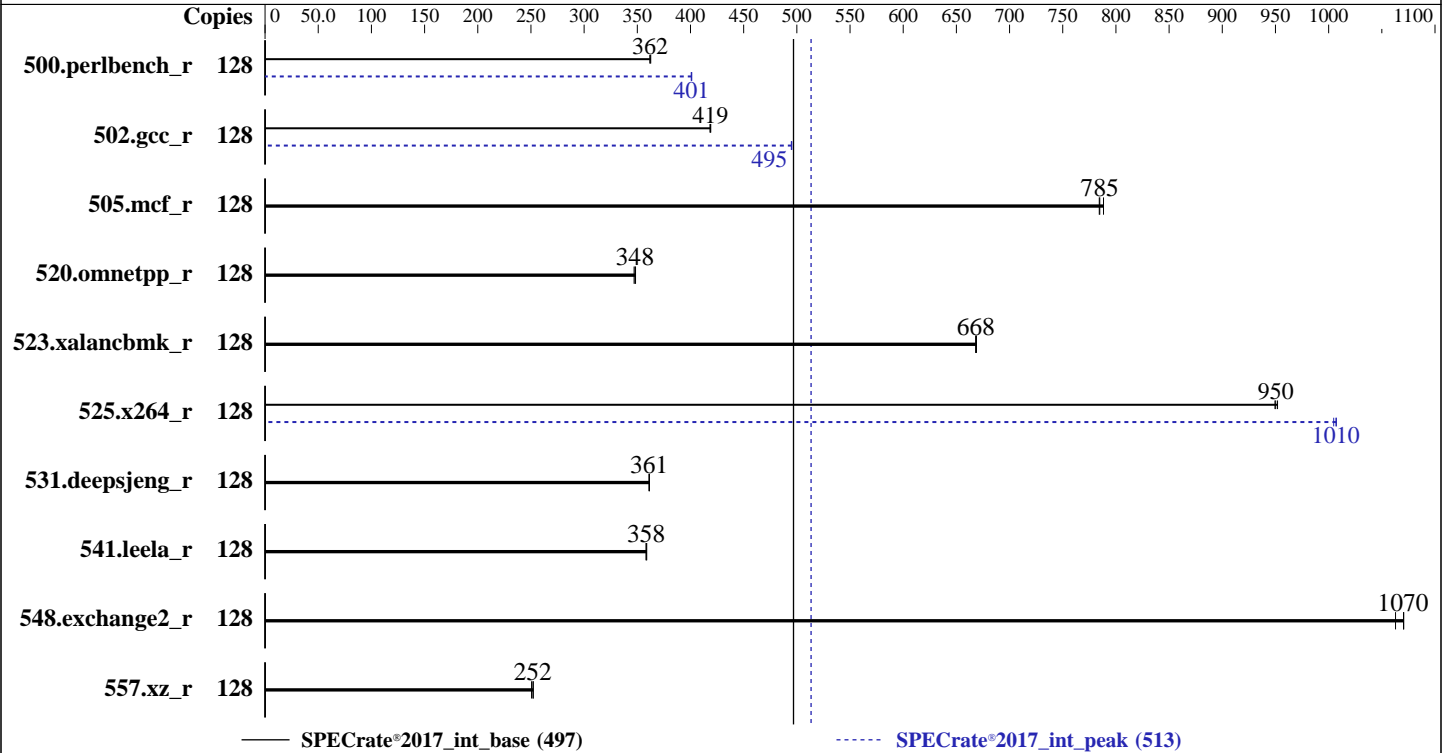 Copies 0 50.0 100 150 200 250 300 350 400 450 500 550 600 650 700 750 800 850 900 950 1000 1100
362
500.perlbench_r 128
401
419
502.gcc_r 128
495
785
505.mcf_r 128
348
520.omnetpp_r 128
668
523.xalancbmk_r 128
950
525.x264_r 128
1010
361
531.deepsjeng_r 128
358
541.leela_r 128
1070
548.exchange2_r 128
252
557.xz_r 128
SPECrate®2017_int_base (497) SPECrate®2017_int_peak (513)